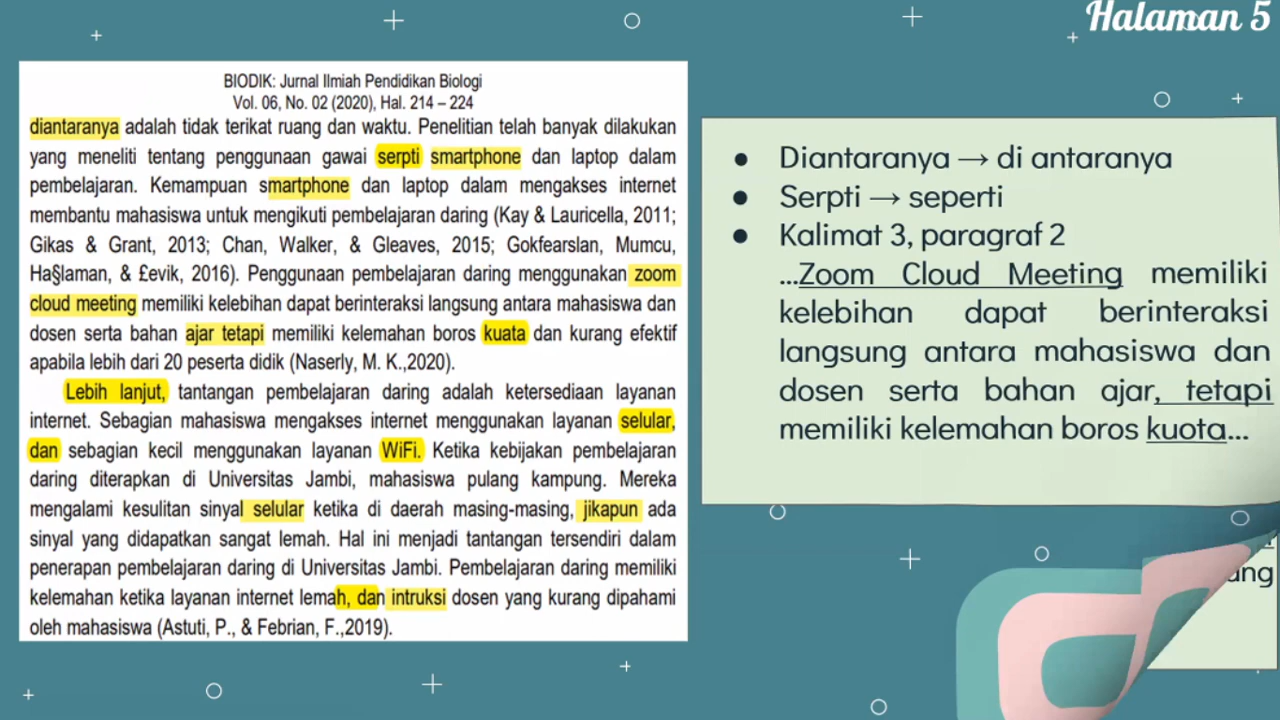 Halaman 5
BIODIK: Jurnal Ilmiah Pendidikan Biologi
Vol. 06, No. 02 (2020), Hal. 214 – 224
diantaranya adalah tidak terikat ruang dan waktu. Penelitian telah banyak dilakukan
yang meneliti tentang penggunaan gawai serpti smartphone dan laptop dalam
pembelajaran. Kemampuan smartphone dan laptop dalam mengakses internet
membantu mahasiswa untuk mengikuti pembelajaran daring (Kay & Lauricella, 2011;
Gikas & Grant, 2013; Chan, Walker, & Gleaves, 2015; Gokfearslan, Mumcu,
Ha§laman, & £evik, 2016). Penggunaan pembelajaran daring menggunakan zoom
cloud meeting memiliki kelebihan dapat berinteraksi langsung antara mahasiswa dan
dosen serta bahan ajar tetapi memiliki kelemahan boros kuata dan kurang efektif
apabila lebih dari 20 peserta didik (Naserly, M. K.,2020).
Lebih lanjut, tantangan pembelajaran daring adalah ketersediaan layanan
internet. Sebagian mahasiswa mengakses internet menggunakan layanan selular,
dan sebagian kecil menggunakan layanan WiFi. Ketika kebijakan pembelajaran
daring diterapkan di Universitas Jambi, mahasiswa pulang kampung. Mereka
mengalami kesulitan sinyal selular ketika di daerah masing-masing, jikapun ada
sinyal yang didapatkan sangat lemah. Hal ini menjadi tantangan tersendiri dalam
penerapan pembelajaran daring di Universitas Jambi. Pembelajaran daring memiliki
kelemahan ketika layanan internet lemah, dan intruksi dosen yang kurang dipahami
oleh mahasiswa (Astuti, P., & Febrian, F.,2019).
● Diantaranya → di antaranya
● Serpti → seperti
● Kalimat 3, paragraf 2
...Zoom Cloud Meeting memiliki
kelebihan dapat berinteraksi
langsung antara mahasiswa dan
dosen serta bahan ajar, tetapi
memiliki kelemahan boros kuota...